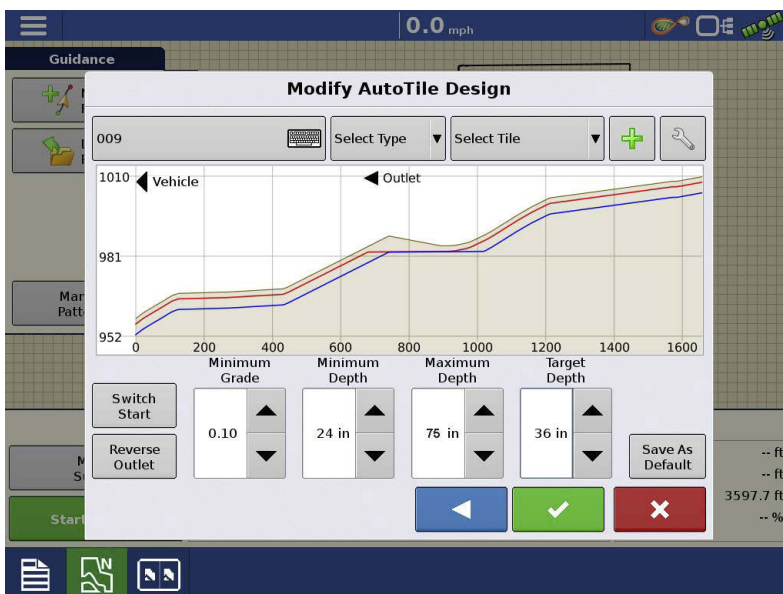 0.0 mph
Guidance
Modify AutoTile Design
009
Select Type
Select Tile
1010
Vehicle
Outlet
981
952
0 200 400 600 800 1000 1200 1400 1600
Minimum Grade
Minimum Depth
Maximum Depth
Target Depth
Switch Start
Reverse Outlet
0.10
24 in
75 in
36 in
Save As Default
Mar
Patt
Start
-- ft
-- ft
3597.7 ft
-- %
N